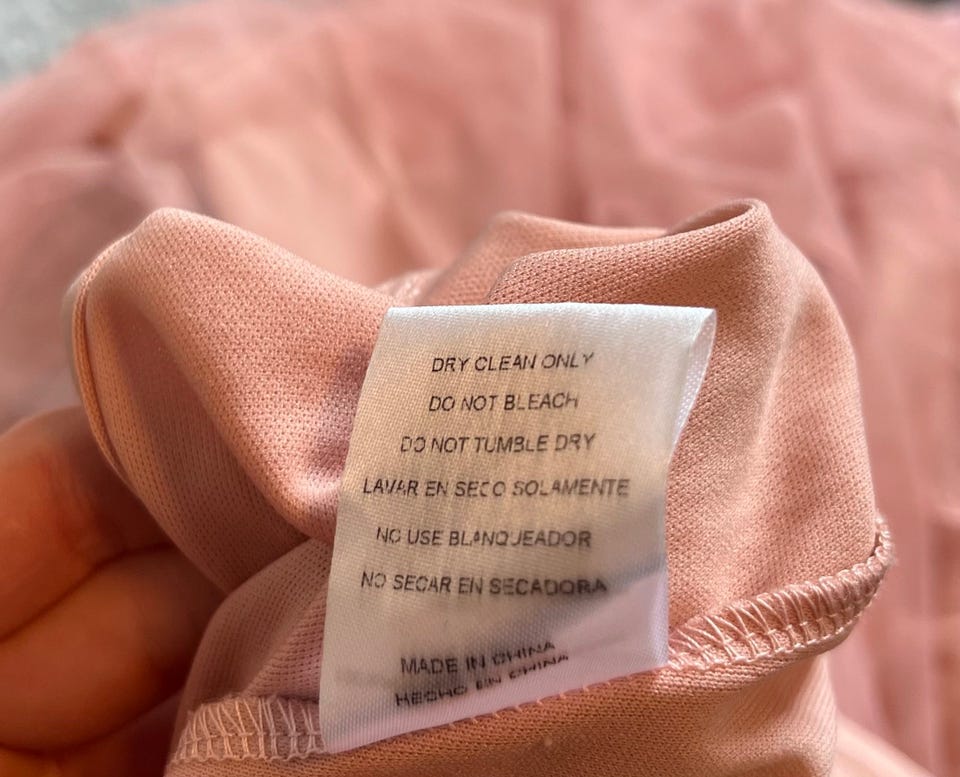 DRY CLEAN ONLY
DO NOT BLEACH
DO NOT TUMBLE DRY
LAVAR EN SECO SOLAMENTE
NO USE BLANQUEADOR
NO SECAR EN SECADORA
MADE IN CHINA
HECHO EN CHINA